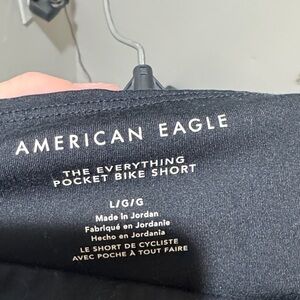 AMERICAN EAGLE
THE EVERYTHING
POCKET BIKE SHORT
L/G/G
Made in Jordan
Fabriqué en Jordanie
Hecho en Jordania
LE SHORT DE CYCLISTE
AVEC POCHE À TOUT FAIRE